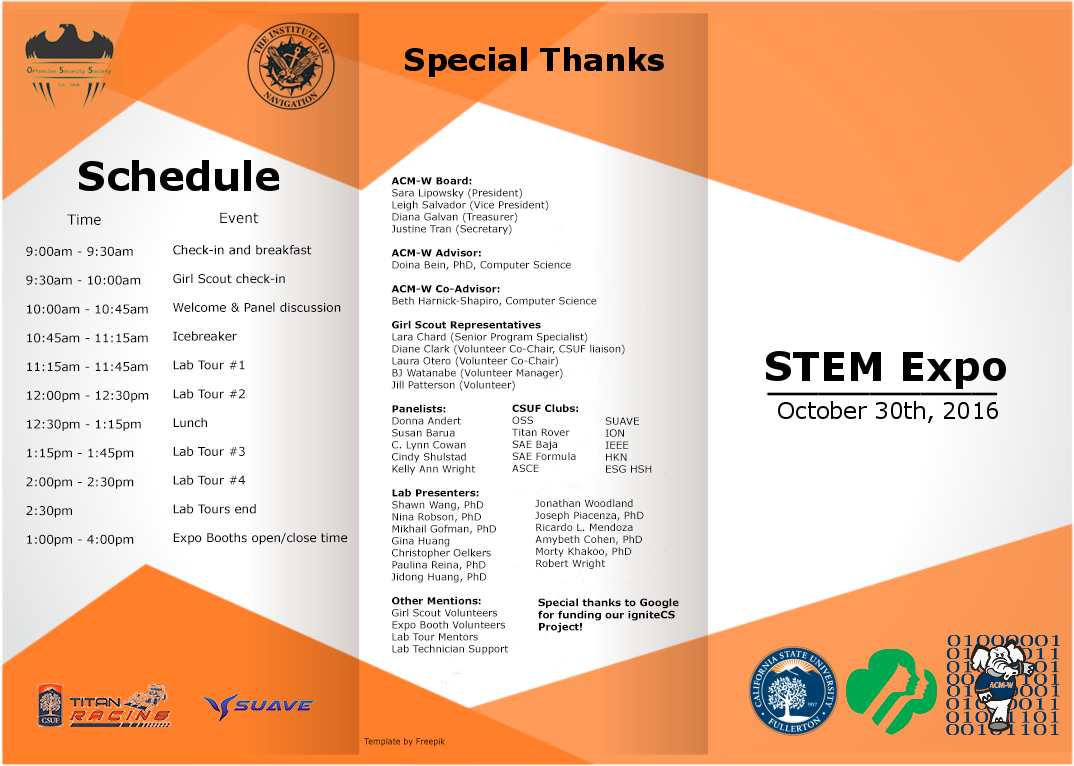 Offensive Security Society
THE INSTITUTE OF
NAVIGATION
Schedule
Time Event
9:00am - 9:30am Check-in and breakfast
9:30am - 10:00am Girl Scout check-in
10:00am - 10:45am Welcome & Panel discussion
10:45am - 11:15am Icebreaker
11:15am - 11:45am Lab Tour #1
12:00pm - 12:30pm Lab Tour #2
12:30pm - 1:15pm Lunch
1:15pm - 1:45pm Lab Tour #3
2:00pm - 2:30pm Lab Tour #4
2:30pm Lab Tours end
1:00pm - 4:00pm Expo Booths open/close time
CSUF
TITAN
RACING
SUAVE
Special Thanks
ACM-W Board:
Sara Lipowsky (President)
Leigh Salvador (Vice President)
Diana Galvan (Treasurer)
Justine Tran (Secretary)
ACM-W Advisor:
Doina Bein, PhD, Computer Science
ACM-W Co-Advisor:
Beth Harnick-Shapiro, Computer Science
Girl Scout Representatives
Lara Chard (Senior Program Specialist)
Diane Clark (Volunteer Co-Chair, CSUF liaison)
Laura Otero (Volunteer Co-Chair)
BJ Watanabe (Volunteer Manager)
Jill Patterson (Volunteer)
Panelists:
Donna Andert
Susan Barua
C. Lynn Cowan
Cindy Shulstad
Kelly Ann Wright
CSUF Clubs:
OSS
Titan Rover
SAE Baja
SAE Formula
ASCE
SUAVE
ION
IEEE
HKN
ESG HSH
Lab Presenters:
Shawn Wang, PhD
Nina Robson, PhD
Mikhail Gofman, PhD
Gina Huang
Christopher Oelkers
Paulina Reina, PhD
Jidong Huang, PhD
Jonathan Woodland
Joseph Piacenza, PhD
Ricardo L. Mendoza
Amybeth Cohen, PhD
Morty Khakoo, PhD
Robert Wright
Other Mentions:
Girl Scout Volunteers
Expo Booth Volunteers
Lab Tour Mentors
Lab Technician Support
Special thanks to Google
for funding our igniteCS
Project!
Template by Freepik
STEM Expo
October 30th, 2016
CALIFORNIA STATE UNIVERSITY
1957
FULLERTON
01000001
ACM-W
00101101